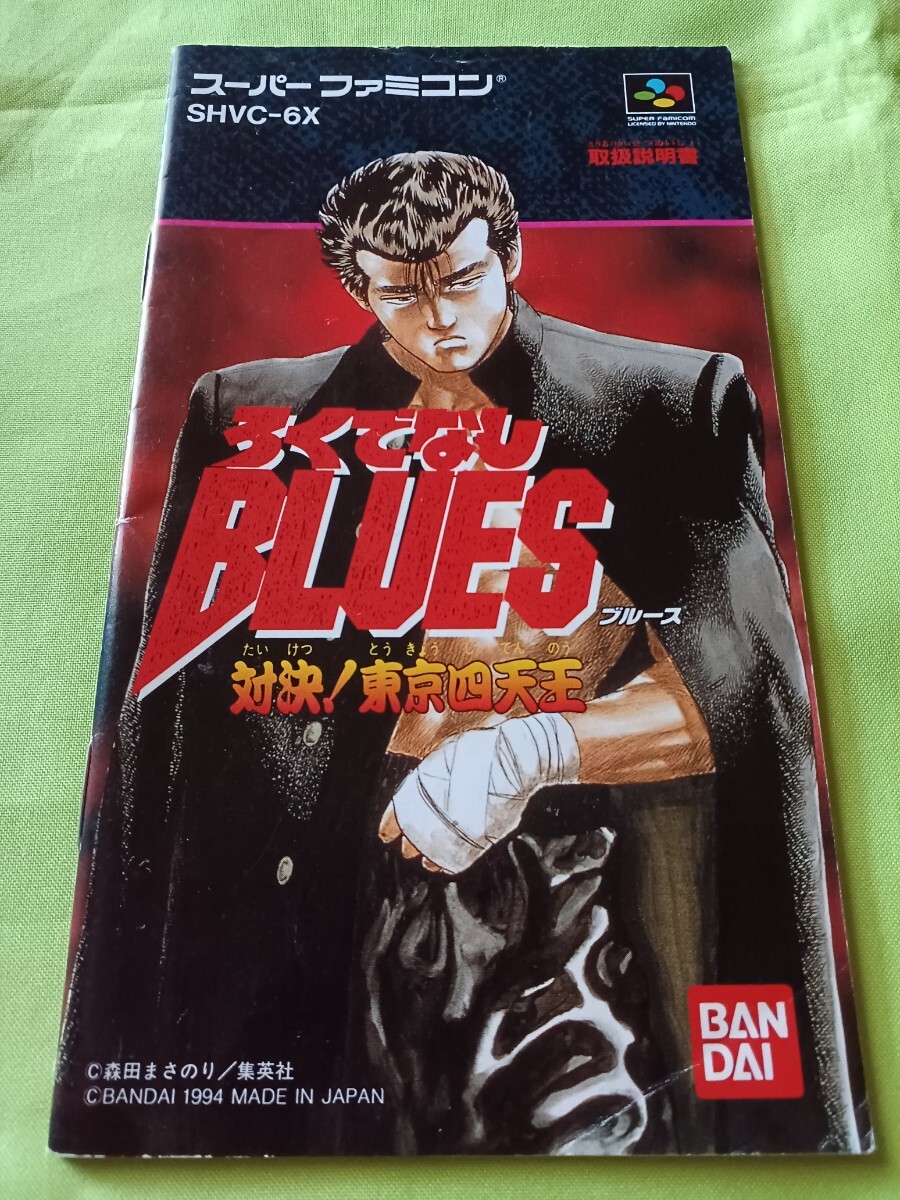 スーパーファミコン®
SHVC-6X
SUPER FAMICOM
LICENSED BY NINTENDO
取扱説明書
ろくでなし
BLUES
ブルース
たい けつ とう きょう し てん のう
対決!東京四天王
BAN
DAI
©森田まさのり/集英社
©BANDAI 1994 MADE IN JAPAN